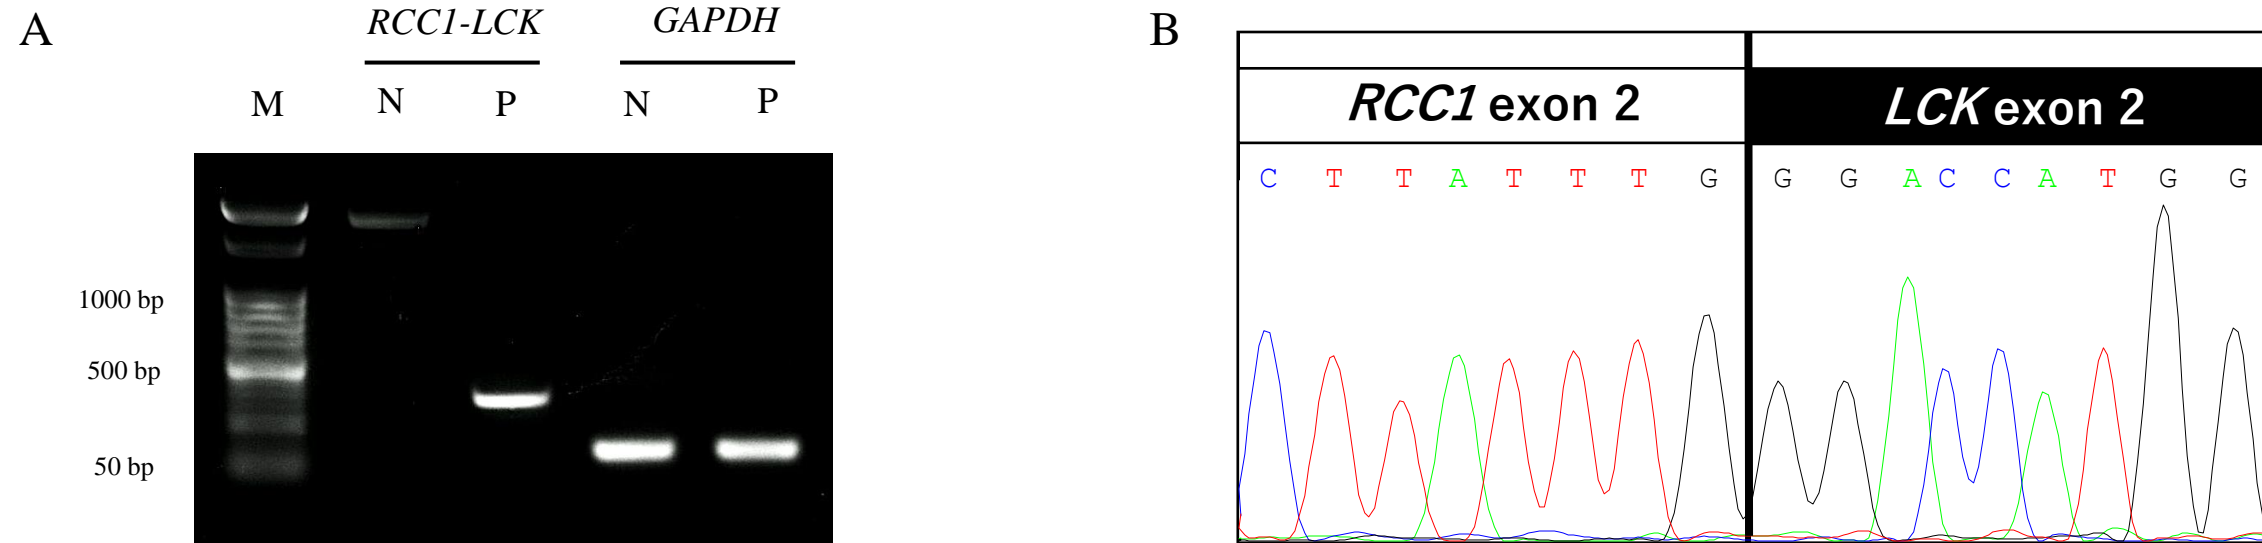 A
RCC1-LCK GAPDH
M N P N P
1000 bp
500 bp
50 bp
B
RCC1 exon 2 LCK exon 2
C T T A T T T G G G A C C A T G G